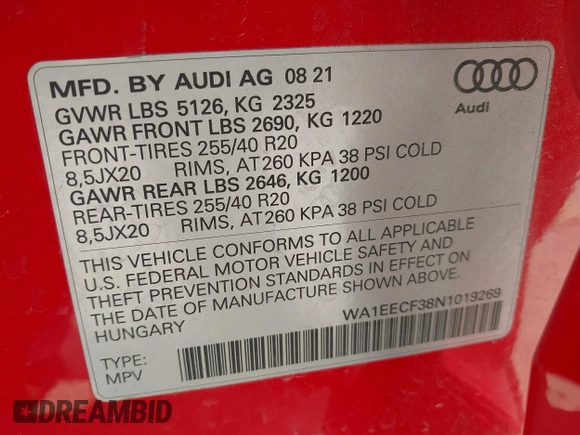 MFD. BY AUDI AG 08 21
GVWR LBS 5126, KG 2325
GAWR FRONT LBS 2690, KG 1220
FRONT-TIRES 255/40 R20
8,5JX20 RIMS, AT 260 KPA 38 PSI COLD
GAWR REAR LBS 2646, KG 1200
REAR-TIRES 255/40 R20
8,5JX20 RIMS, AT 260 KPA 38 PSI COLD
Audi
THIS VEHICLE CONFORMS TO ALL APPLICABLE
U.S. FEDERAL MOTOR VEHICLE SAFETY AND
THEFT PREVENTION STANDARDS IN EFFECT ON
THE DATE OF MANUFACTURE SHOWN ABOVE.
HUNGARY
WA1EECF38N1019269
TYPE:
MPV
DREAMBID